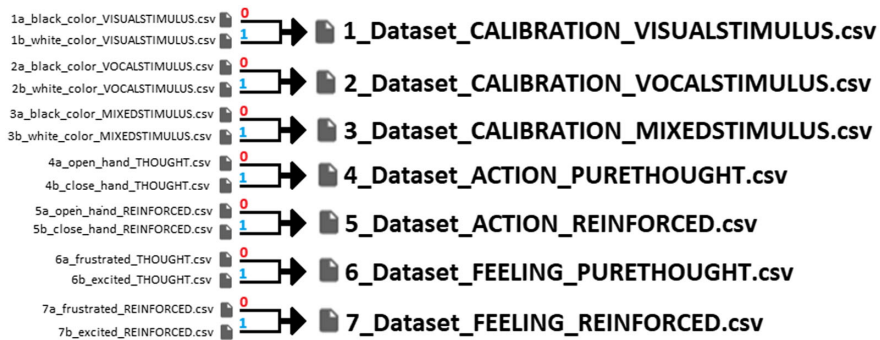 1a_black_color_VISUALSTIMULUS.csv 0
1b_white_color_VISUALSTIMULUS.csv 1
1_Dataset_CALIBRATION_VISUALSTIMULUS.csv
2a_black_color_VOCALSTIMULUS.csv 0
2b_white_color_VOCALSTIMULUS.csv 1
2_Dataset_CALIBRATION_VOCALSTIMULUS.csv
3a_black_color_MIXEDSTIMULUS.csv 0
3b_white_color_MIXEDSTIMULUS.csv 1
3_Dataset_CALIBRATION_MIXEDSTIMULUS.csv
4a_open_hand_THOUGHT.csv 0
4b_close_hand_THOUGHT.csv 1
4_Dataset_ACTION_PURETHOUGHT.csv
5a_open_hand_REINFORCED.csv 0
5b_close_hand_REINFORCED.csv 1
5_Dataset_ACTION_REINFORCED.csv
6a_frustrated_THOUGHT.csv 0
6b_excited_THOUGHT.csv 1
6_Dataset_FEELING_PURETHOUGHT.csv
7a_frustrated_REINFORCED.csv 0
7b_excited_REINFORCED.csv 1
7_Dataset_FEELING_REINFORCED.csv